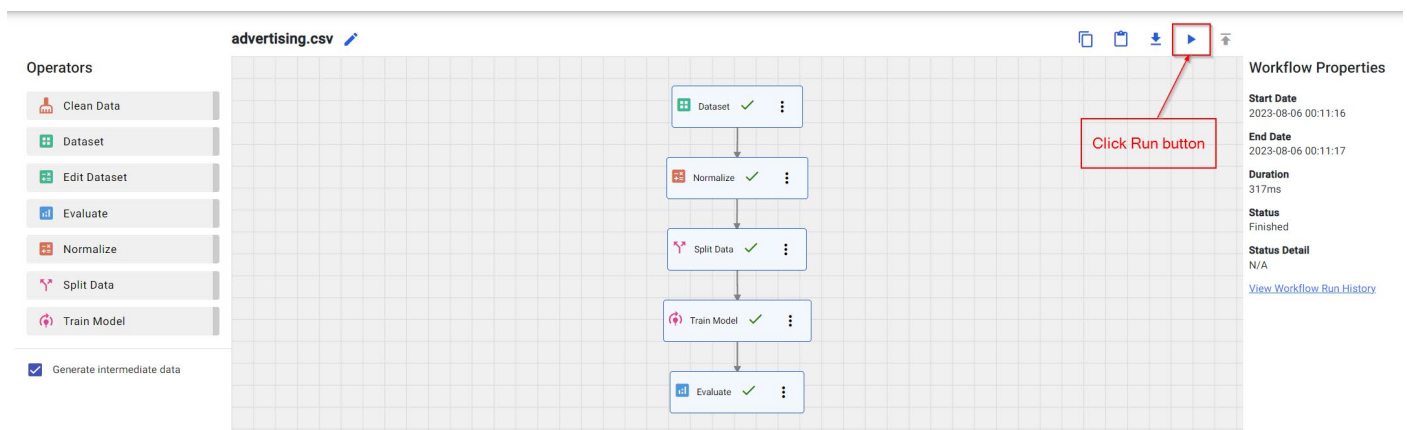 advertising.csv
Operators
Clean Data
Dataset
Edit Dataset
Evaluate
Normalize
Split Data
Train Model
Generate intermediate data
Dataset
Normalize
Split Data
Train Model
Evaluate
Click Run button
Workflow Properties
Start Date
2023-08-06 00:11:16
End Date
2023-08-06 00:11:17
Duration
317ms
Status
Finished
Status Detail
N/A
View Workflow Run History